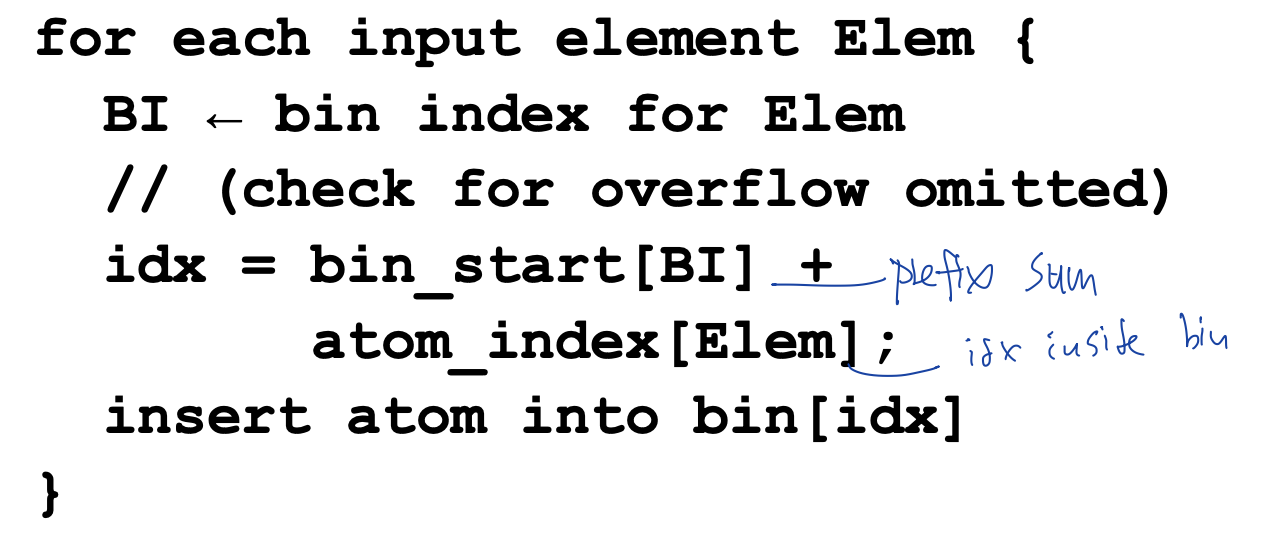 for each input element Elem {
BI ← bin index for Elem
// (check for overflow omitted)
idx = bin_start[BI] + prefix sum
atom_index[Elem]; idx inside bin
insert atom into bin[idx]
}